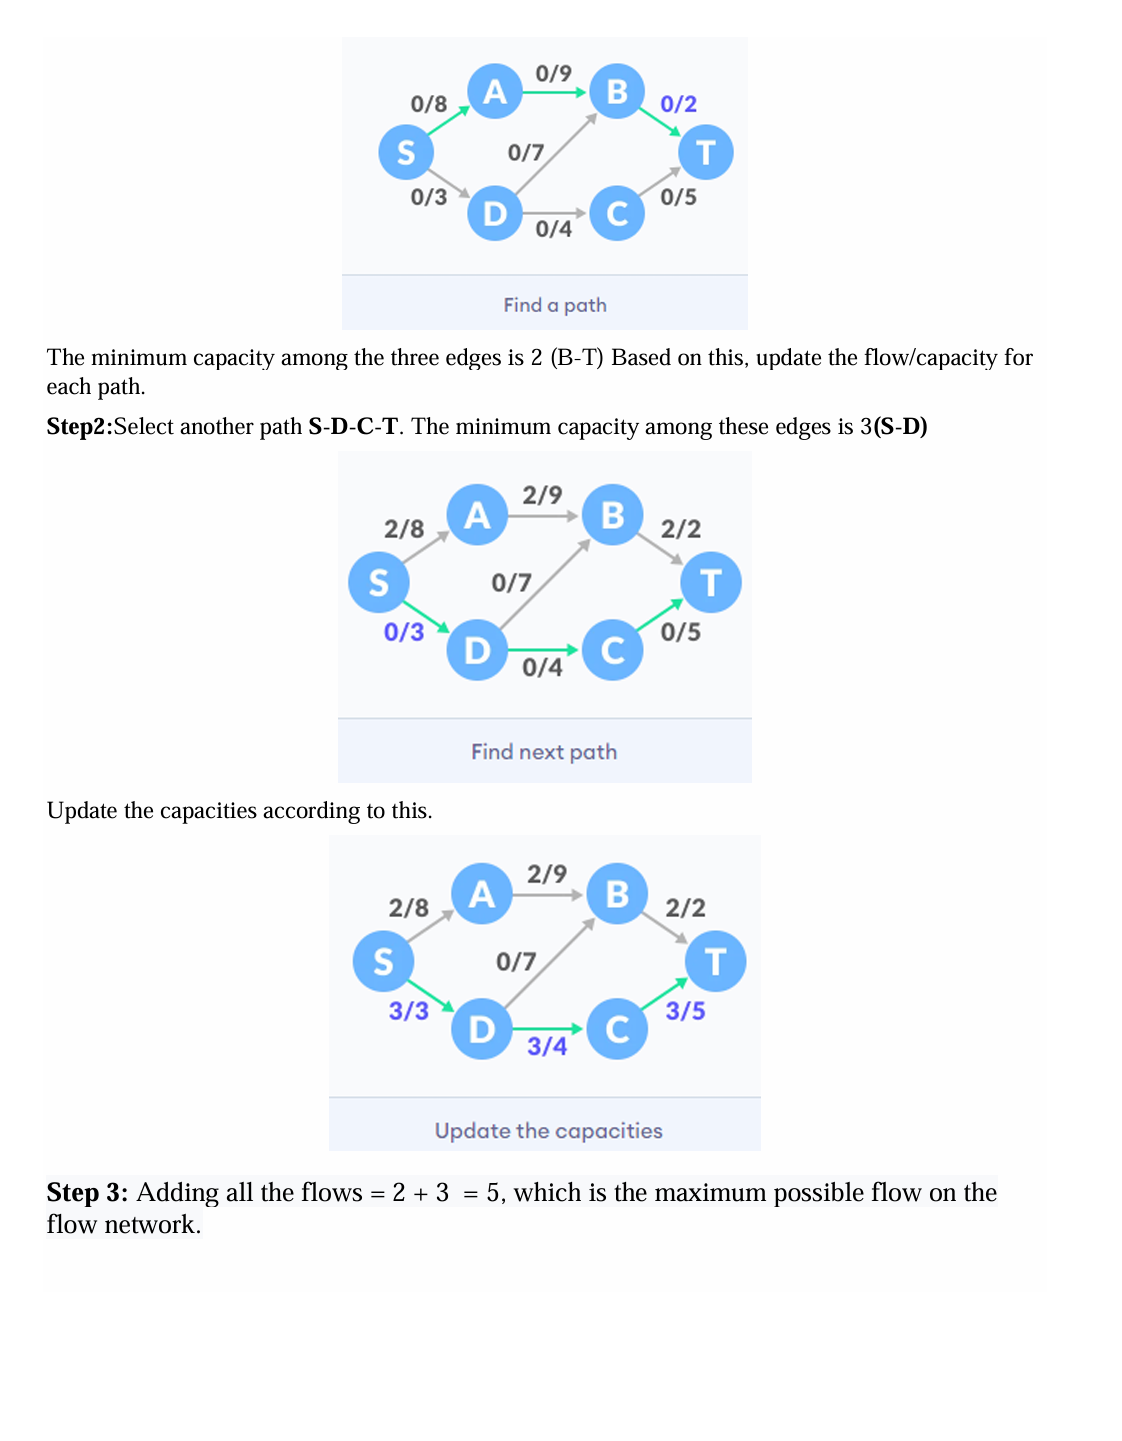 0/9
A
B
0/8
0/2
S
0/7
T
0/3
0/5
D
C
0/4
Find a path
The minimum capacity among the three edges is 2 (B-T) Based on this, update the flow/capacity for
each path.
Step2:Select another path S-D-C-T. The minimum capacity among these edges is 3(S-D)
2/9
A
B
2/8
2/2
S
0/7
T
0/3
0/5
D
C
0/4
Find next path
Update the capacities according to this.
2/9
A
B
2/8
2/2
S
0/7
T
3/3
3/5
D
C
3/4
Update the capacities
Step 3: Adding all the flows = 2 + 3 = 5, which is the maximum possible flow on the
flow network.